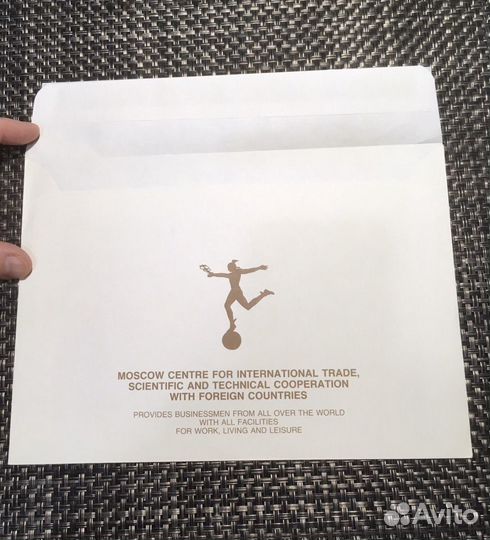 MOSCOW CENTRE FOR INTERNATIONAL TRADE,
SCIENTIFIC AND TECHNICAL COOPERATION
WITH FOREIGN COUNTRIES
PROVIDES BUSINESSMEN FROM ALL OVER THE WORLD
WITH ALL FACILITIES
FOR WORK, LIVING AND LEISURE
Avito